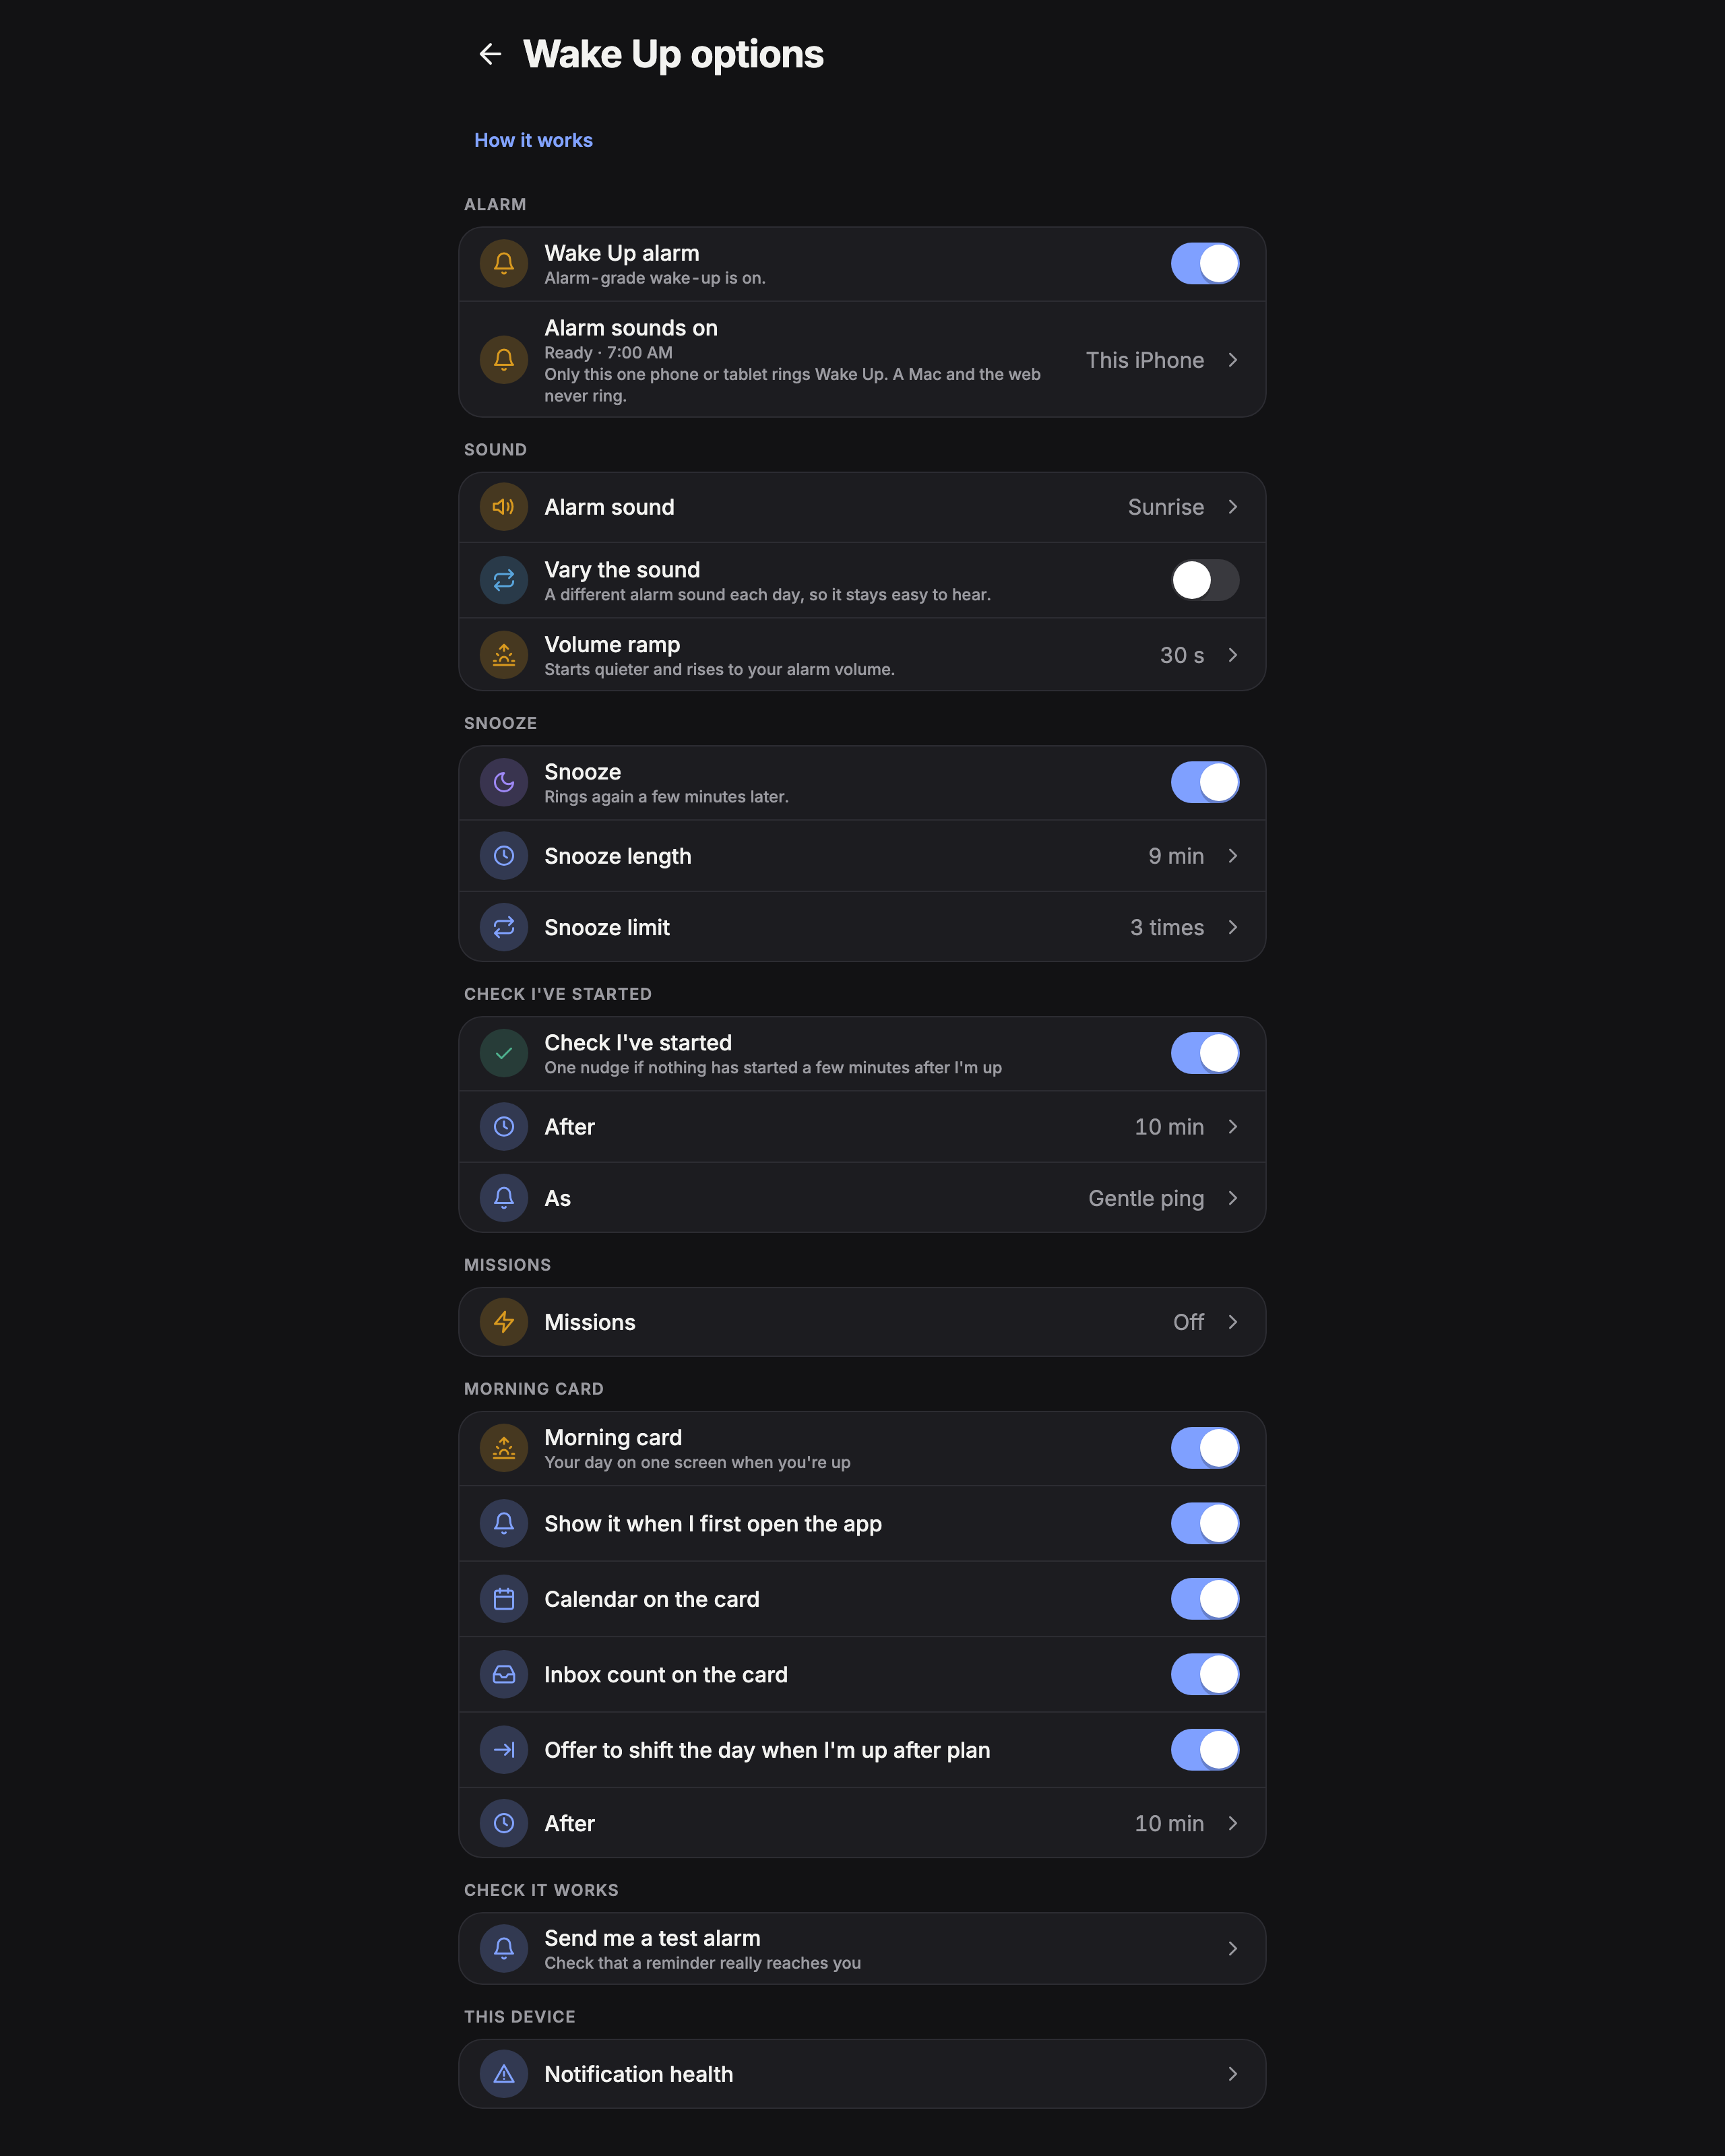 Wake Up options
How it works
ALARM
Wake Up alarm
Alarm-grade wake-up is on.
Alarm sounds on
Ready · 7:00 AM
Only this one phone or tablet rings Wake Up. A Mac and the web
never ring.
This iPhone
SOUND
Alarm sound
Sunrise
Vary the sound
A different alarm sound each day, so it stays easy to hear.
Volume ramp
Starts quieter and rises to your alarm volume.
30 s
SNOOZE
Snooze
Rings again a few minutes later.
Snooze length
9 min
Snooze limit
3 times
CHECK I'VE STARTED
Check I've started
One nudge if nothing has started a few minutes after I'm up
After
10 min
As
Gentle ping
MISSIONS
Missions
Off
MORNING CARD
Morning card
Your day on one screen when you're up
Show it when I first open the app
Calendar on the card
Inbox count on the card
Offer to shift the day when I'm up after plan
After
10 min
CHECK IT WORKS
Send me a test alarm
Check that a reminder really reaches you
THIS DEVICE
Notification health